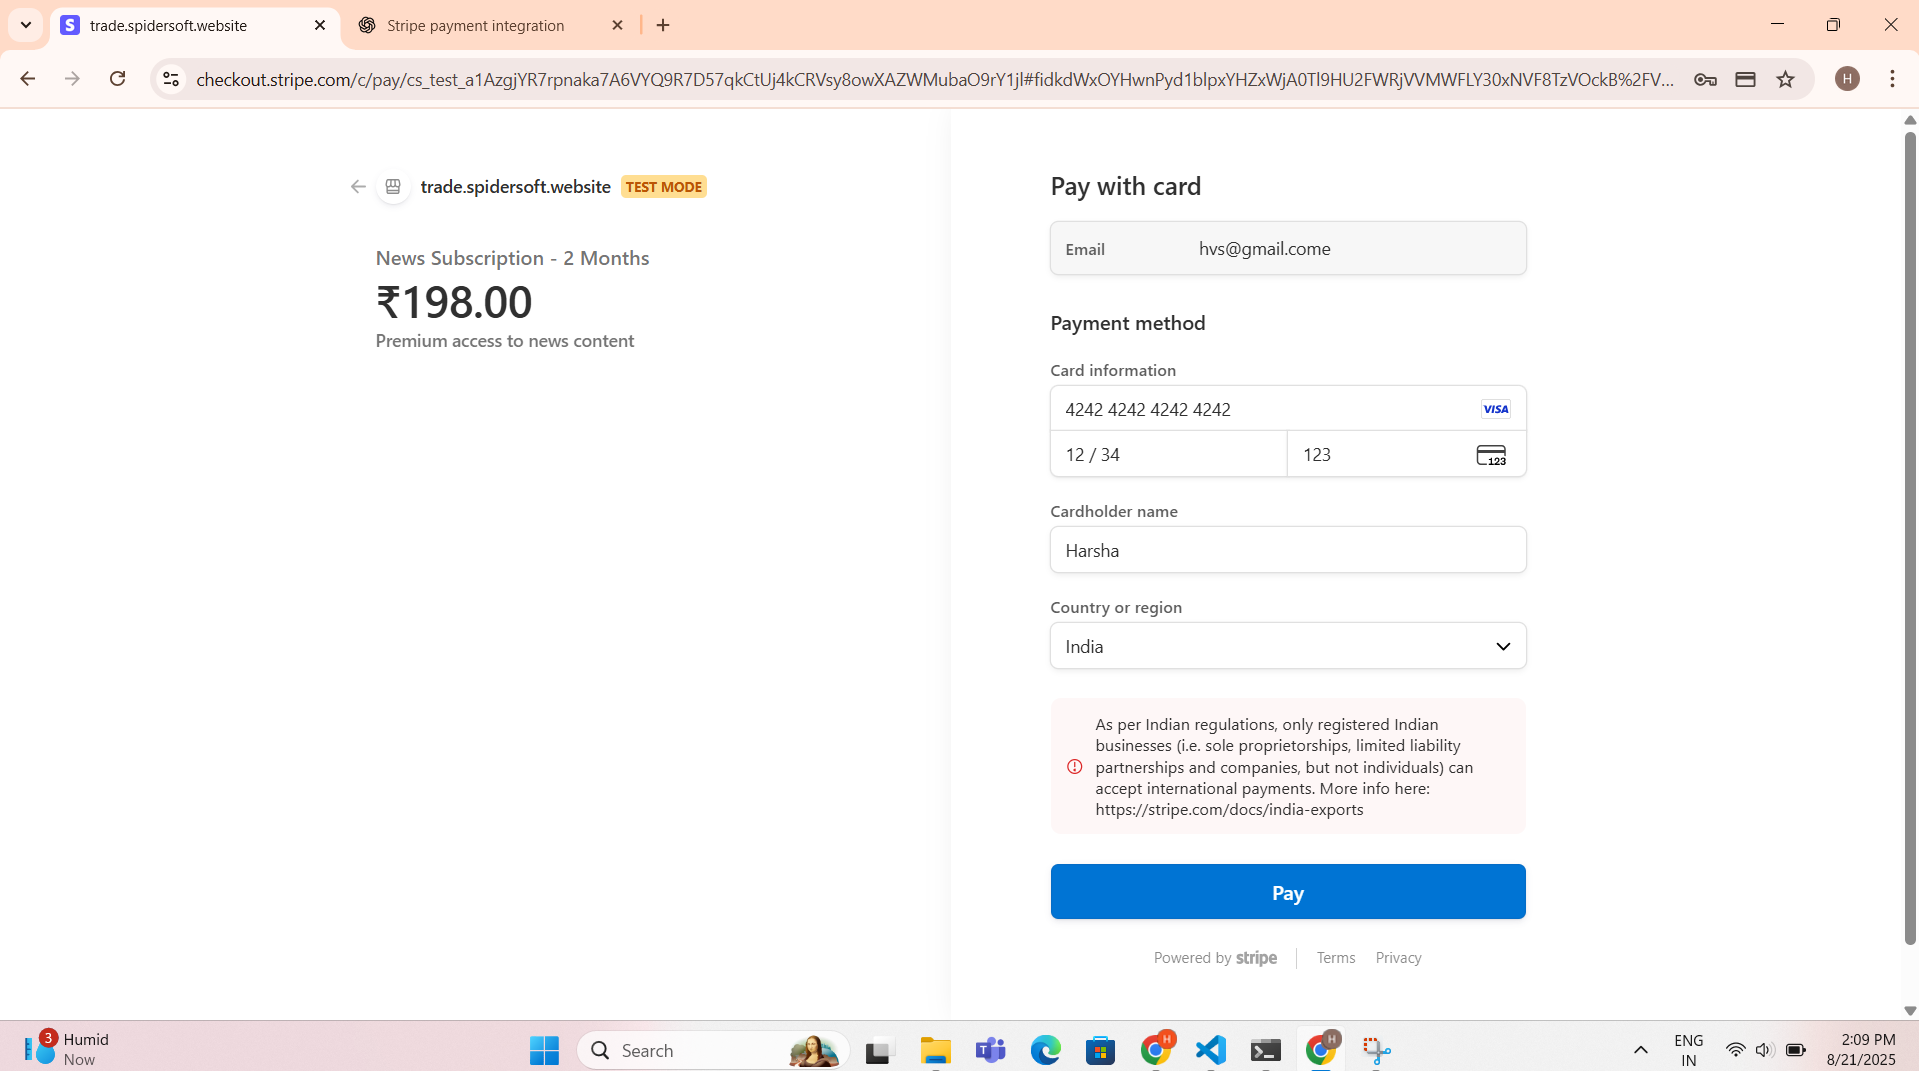 trade.spidersoft.website
Stripe payment integration
checkout.stripe.com/c/pay/cs_test_a1AzgjYR7rpnaka7A6VYQ9R7D57qkCtUj4kCRVsy8owXAZWMubaO9rY1jl#fidkdWxOYHwnPyd1blpxYHZxWjA0Tl9HU2FWRjVVMWFLY30xNVF8TzVOckB%2FV...
H
trade.spidersoft.website TEST MODE
News Subscription - 2 Months
₹198.00
Premium access to news content
Pay with card
Email hvs@gmail.come
Payment method
Card information
4242 4242 4242 4242 VISA
12 / 34 123
123
Cardholder name
Harsha
Country or region
India
As per Indian regulations, only registered Indian
businesses (i.e. sole proprietorships, limited liability
partnerships and companies, but not individuals) can
accept international payments. More info here:
https://stripe.com/docs/india-exports
Pay
Powered by stripe Terms Privacy
3
Humid
Now
Search
H
H
ENG
IN
2:09 PM
8/21/2025